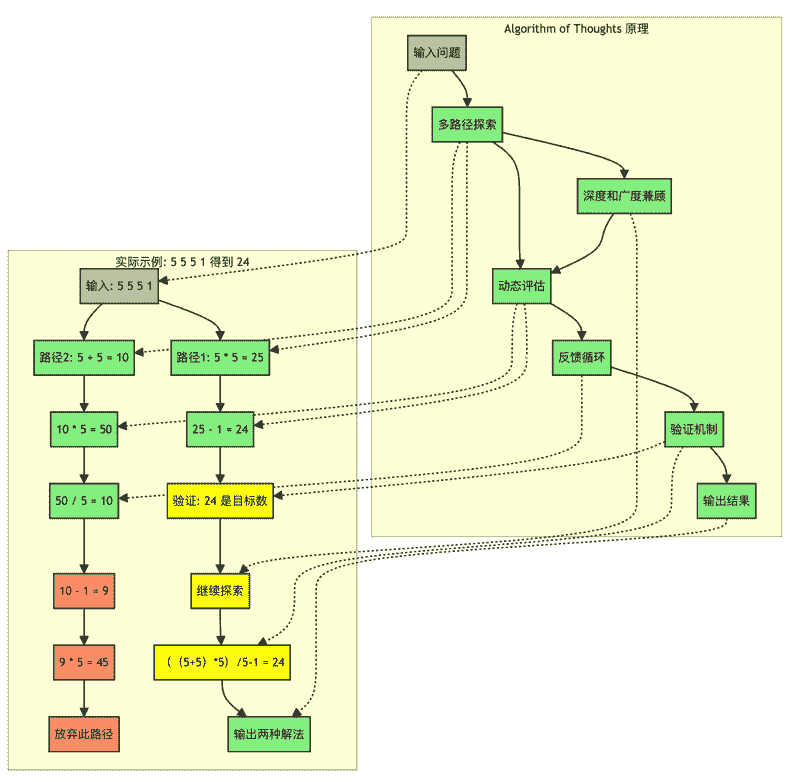 Algorithm of Thoughts 原理
输入问题
多路径探索
深度和广度兼顾
动态评估
反馈循环
验证机制
输出结果
实际示例: 5 5 5 1 得到 24
输入: 5 5 5 1
路径2: 5 + 5 = 10
路径1: 5 * 5 = 25
10 * 5 = 50
25 - 1 = 24
50 / 5 = 10
验证: 24 是目标数
10 - 1 = 9
继续探索
9 * 5 = 45
（（5+5）*5）/5-1 = 24
放弃此路径
输出两种解法